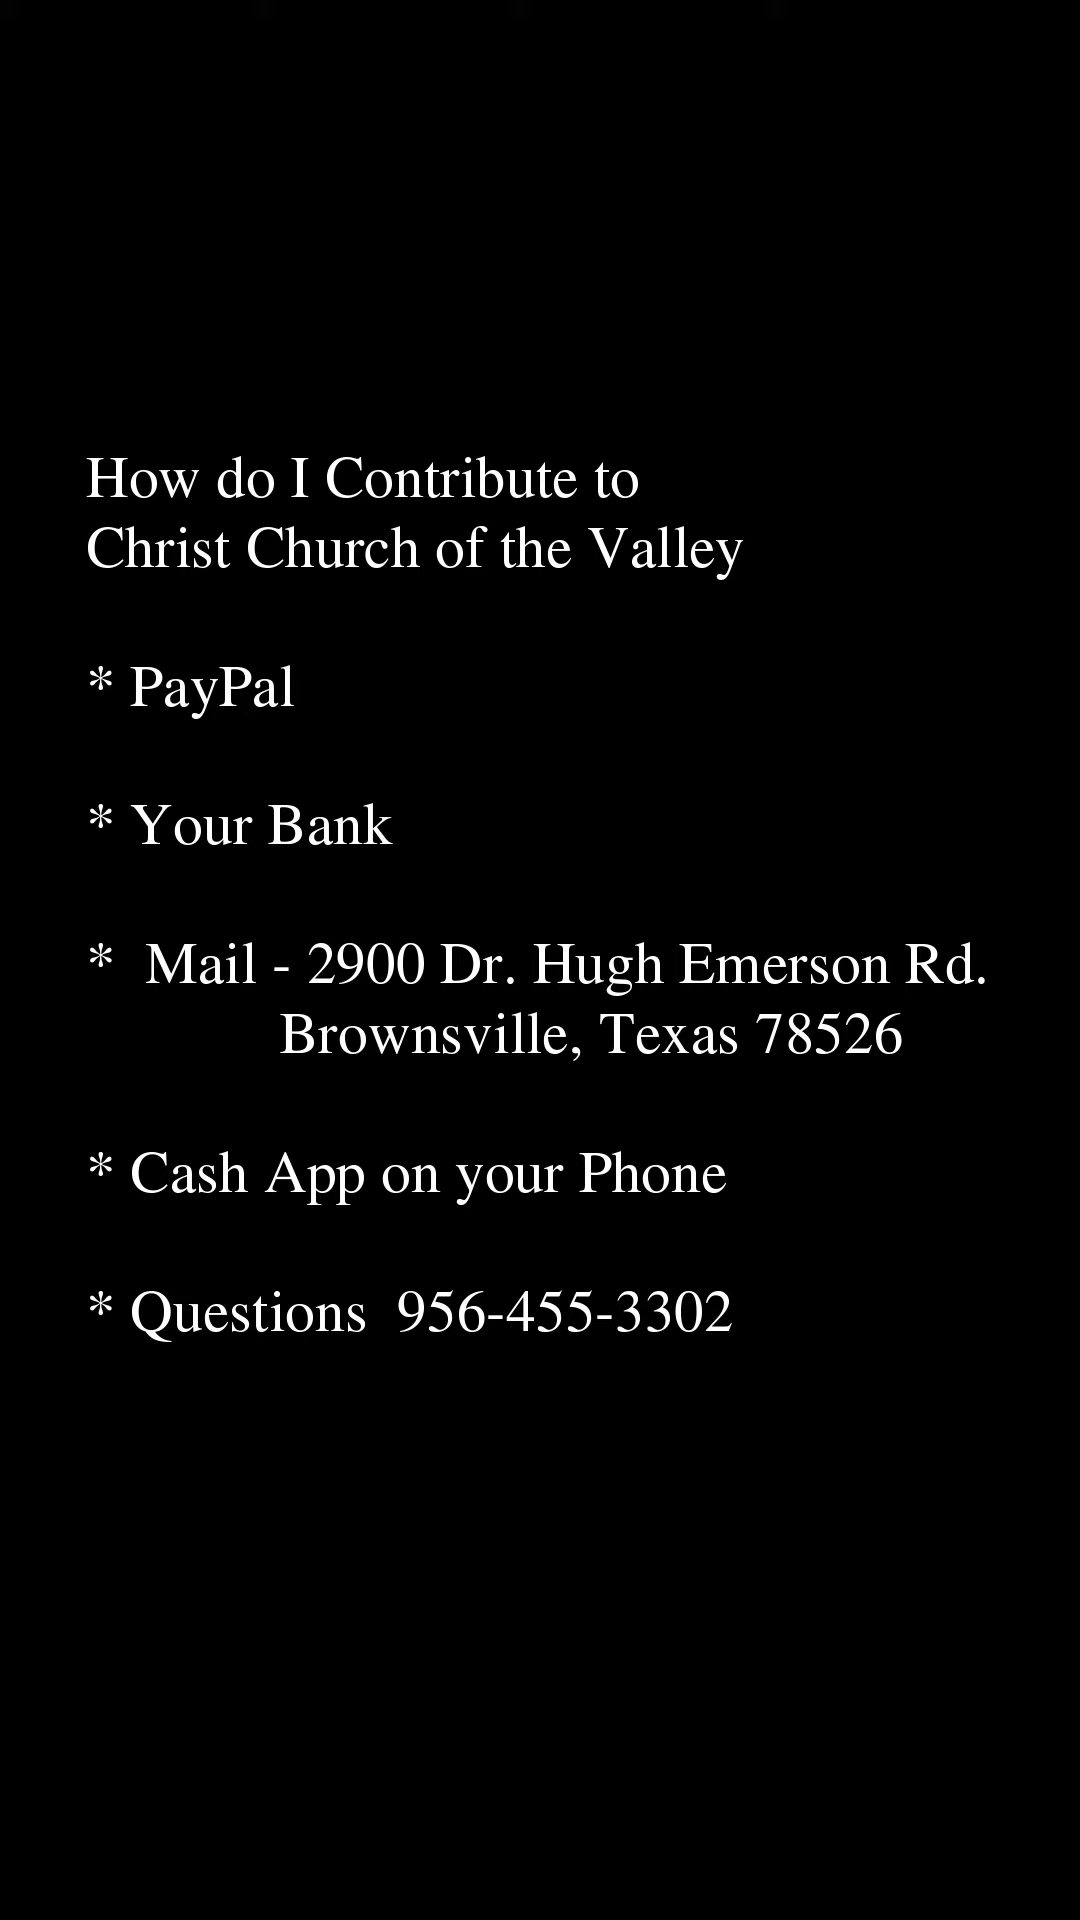 How do I Contribute to
Christ Church of the Valley
* PayPal
* Your Bank
*  Mail - 2900 Dr. Hugh Emerson Rd.
Brownsville, Texas 78526
* Cash App on your Phone
* Questions  956-455-3302